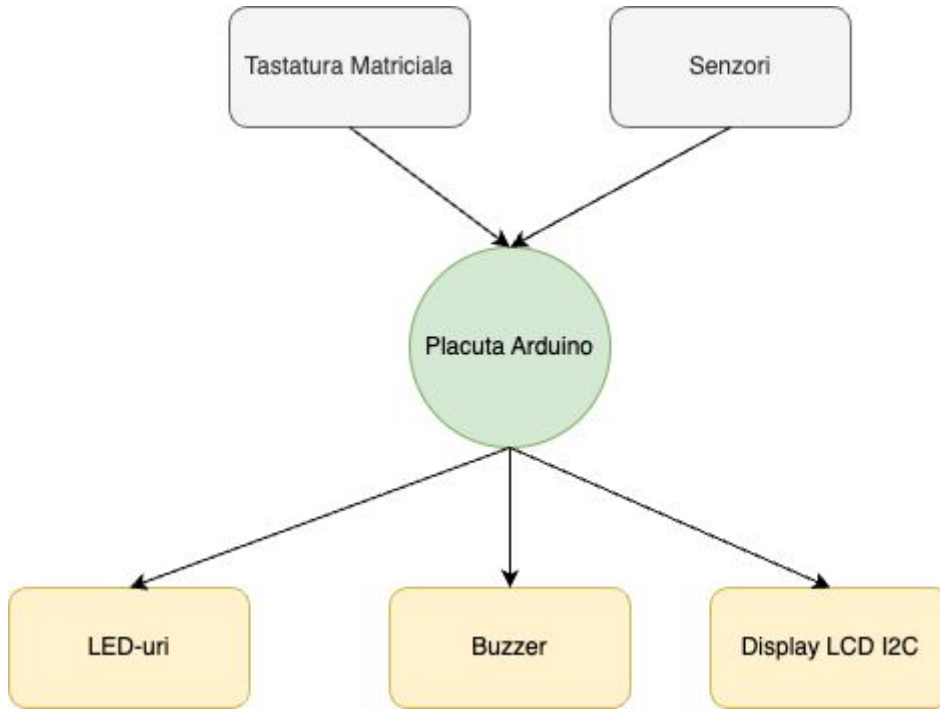 Tastatura Matriciala
Senzori
Placuta Arduino
LED-uri
Buzzer
Display LCD I2C